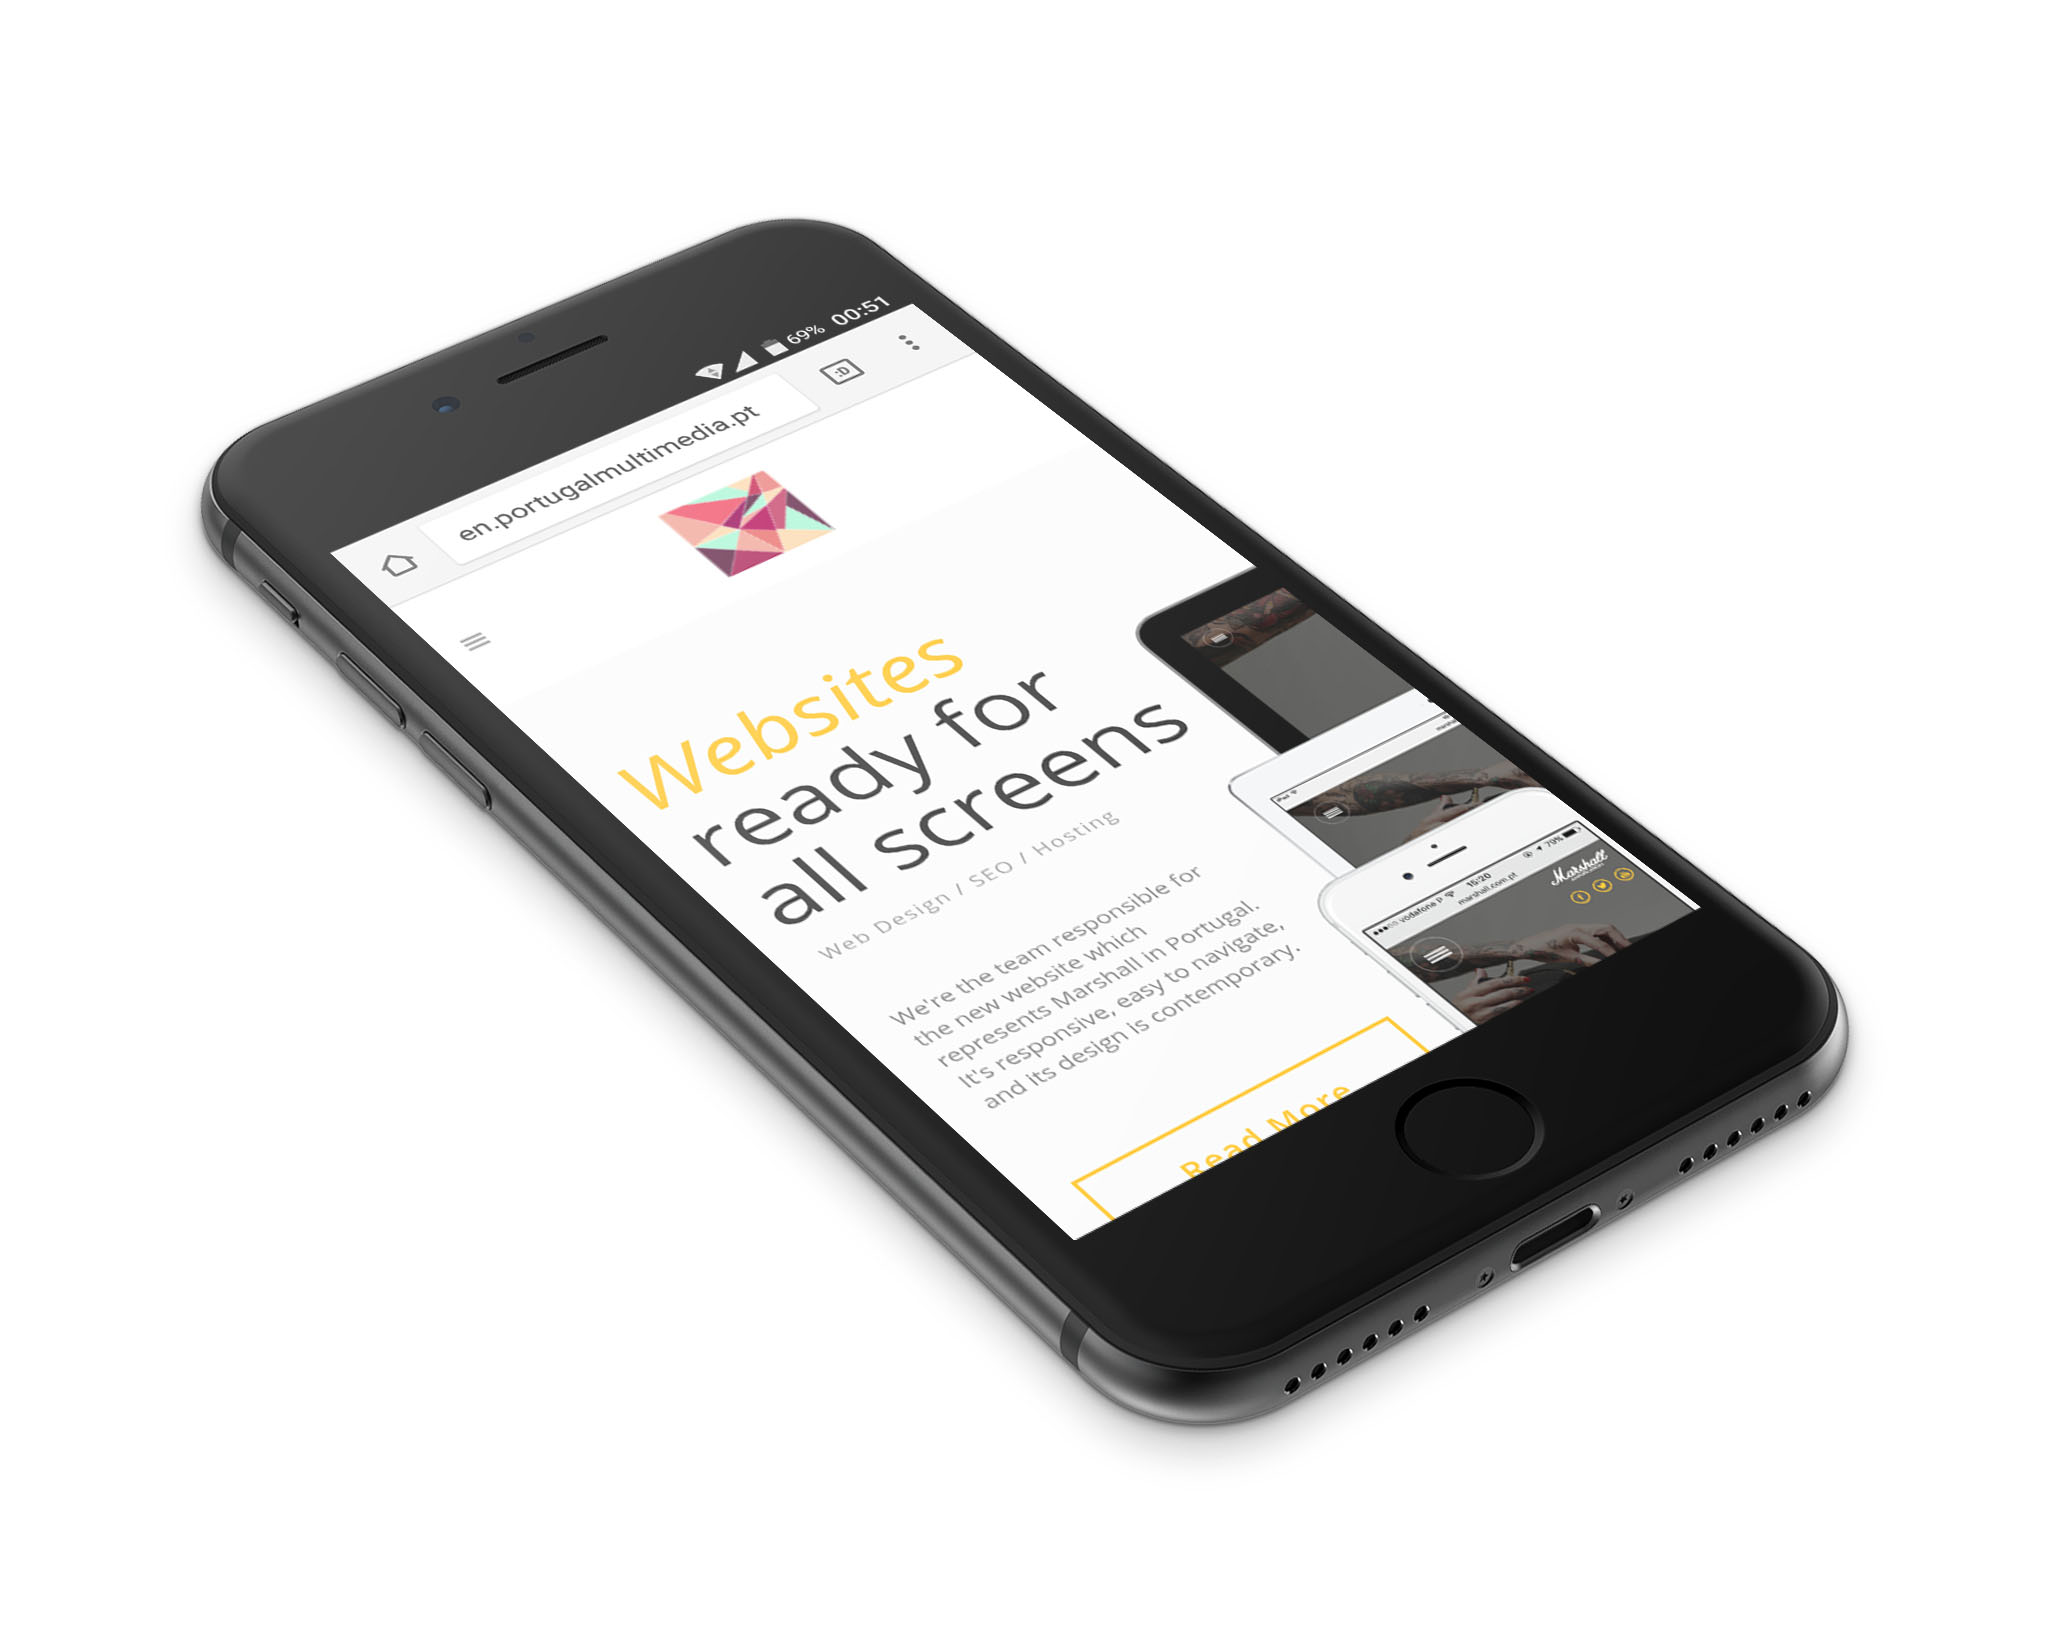 69% 00:51
en.portugalmultimedia.pt
:D
Websites
ready for
all screens
Web Design / SEO / Hosting
We're the team responsible for
the new website which
represents Marshall in Portugal.
It's responsive, easy to navigate,
and its design is contemporary.
Read More
iPad
vodafone P 15:20 79%
marshall.com.pt
Marshall